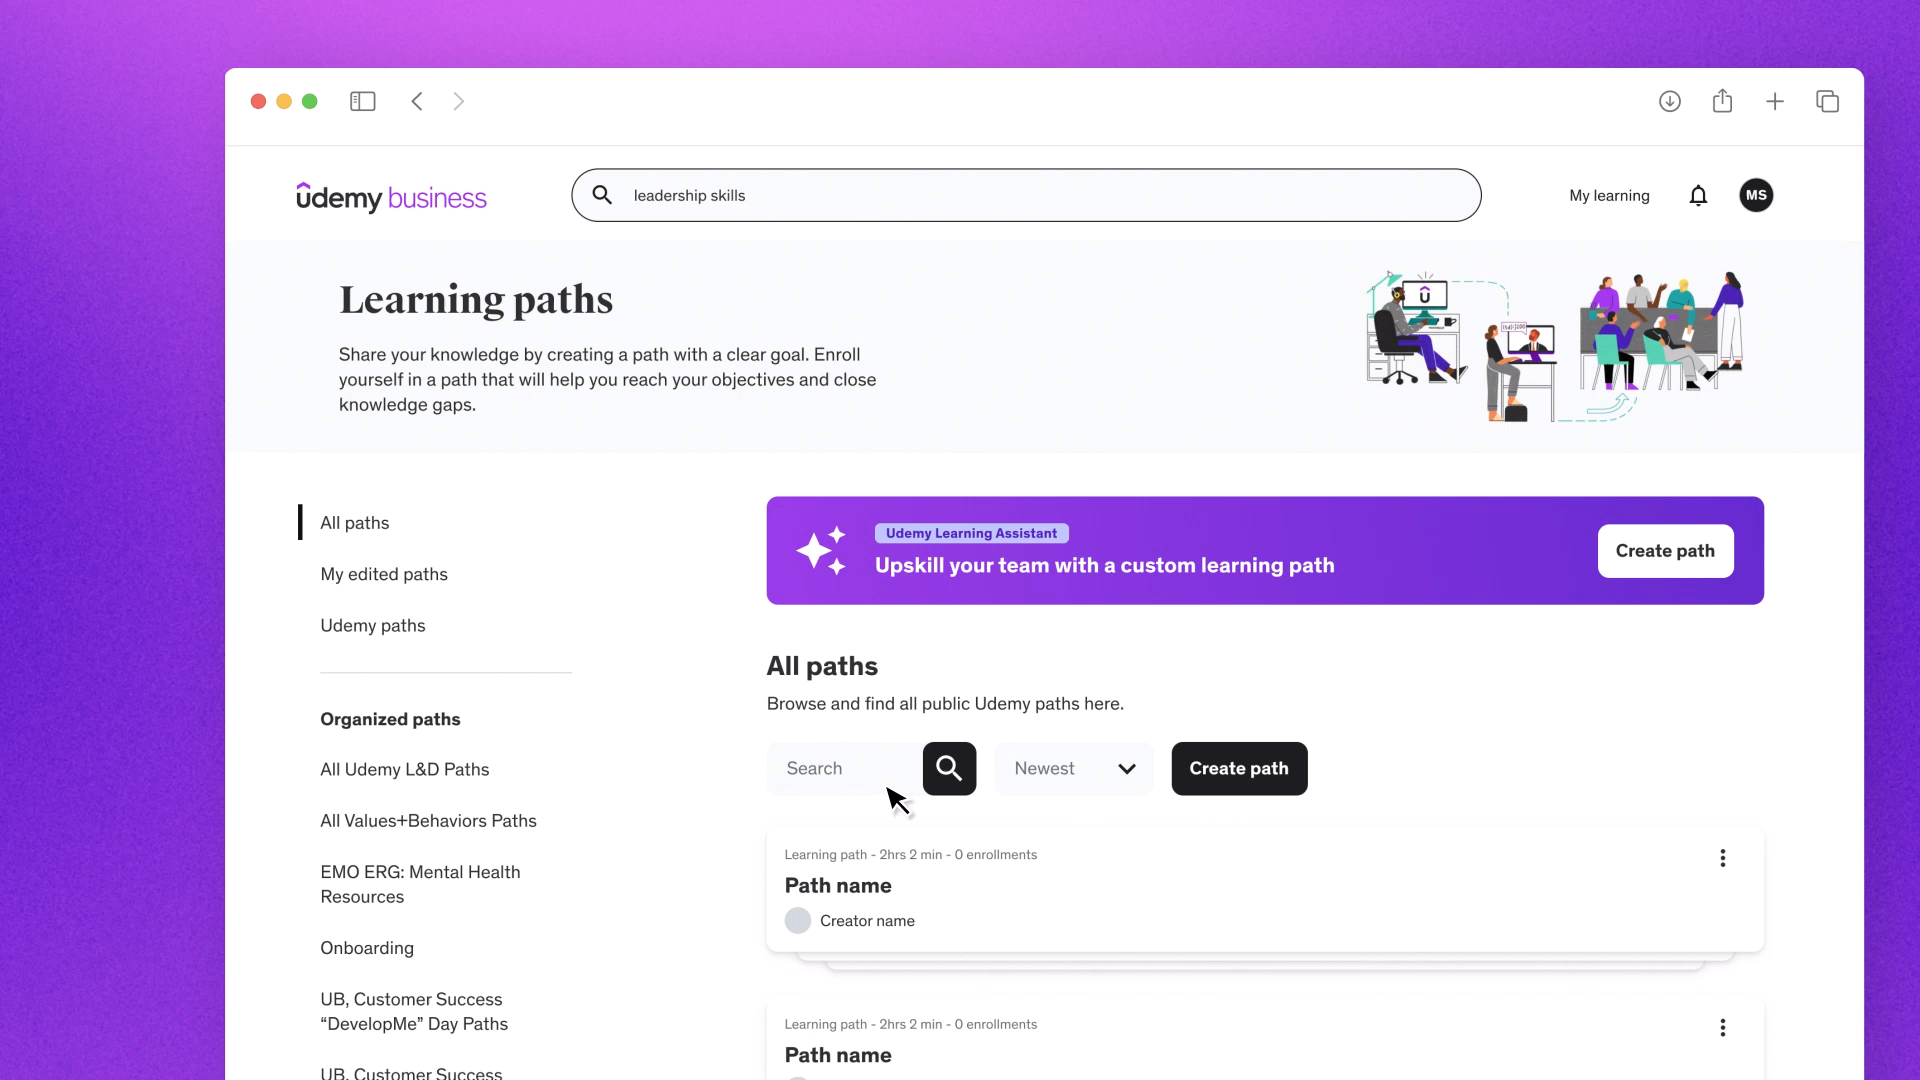 ûdemy business
leadership skills
My learning
MS
Learning paths
Share your knowledge by creating a path with a clear goal. Enroll
yourself in a path that will help you reach your objectives and close
knowledge gaps.
All paths
My edited paths
Udemy paths
Organized paths
All Udemy L&D Paths
All Values+Behaviors Paths
EMO ERG: Mental Health
Resources
Onboarding
UB, Customer Success
“DevelopMe” Day Paths
UB, Customer Success
Udemy Learning Assistant
Upskill your team with a custom learning path
Create path
All paths
Browse and find all public Udemy paths here.
Search
Newest
Create path
Learning path - 2hrs 2 min - 0 enrollments
Path name
Creator name
Learning path - 2hrs 2 min - 0 enrollments
Path name